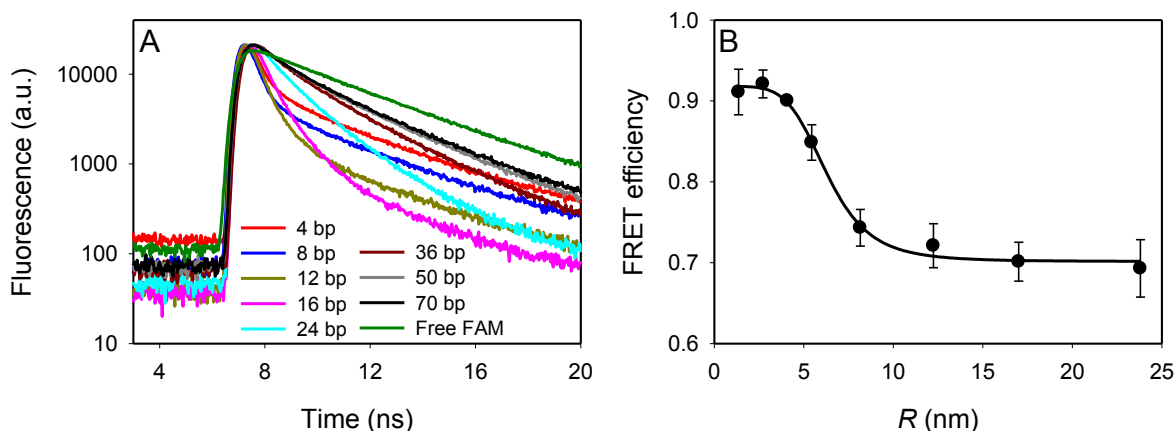 A
Fluorescence (a.u.)
10000
1000
100
10
4 bp
8 bp
12 bp
16 bp
24 bp
36 bp
50 bp
70 bp
Free FAM
4 8 12 16 20
Time (ns)
B
FRET efficiency
1.0
0.9
0.8
0.7
0.6
0 5 10 15 20 25
R (nm)